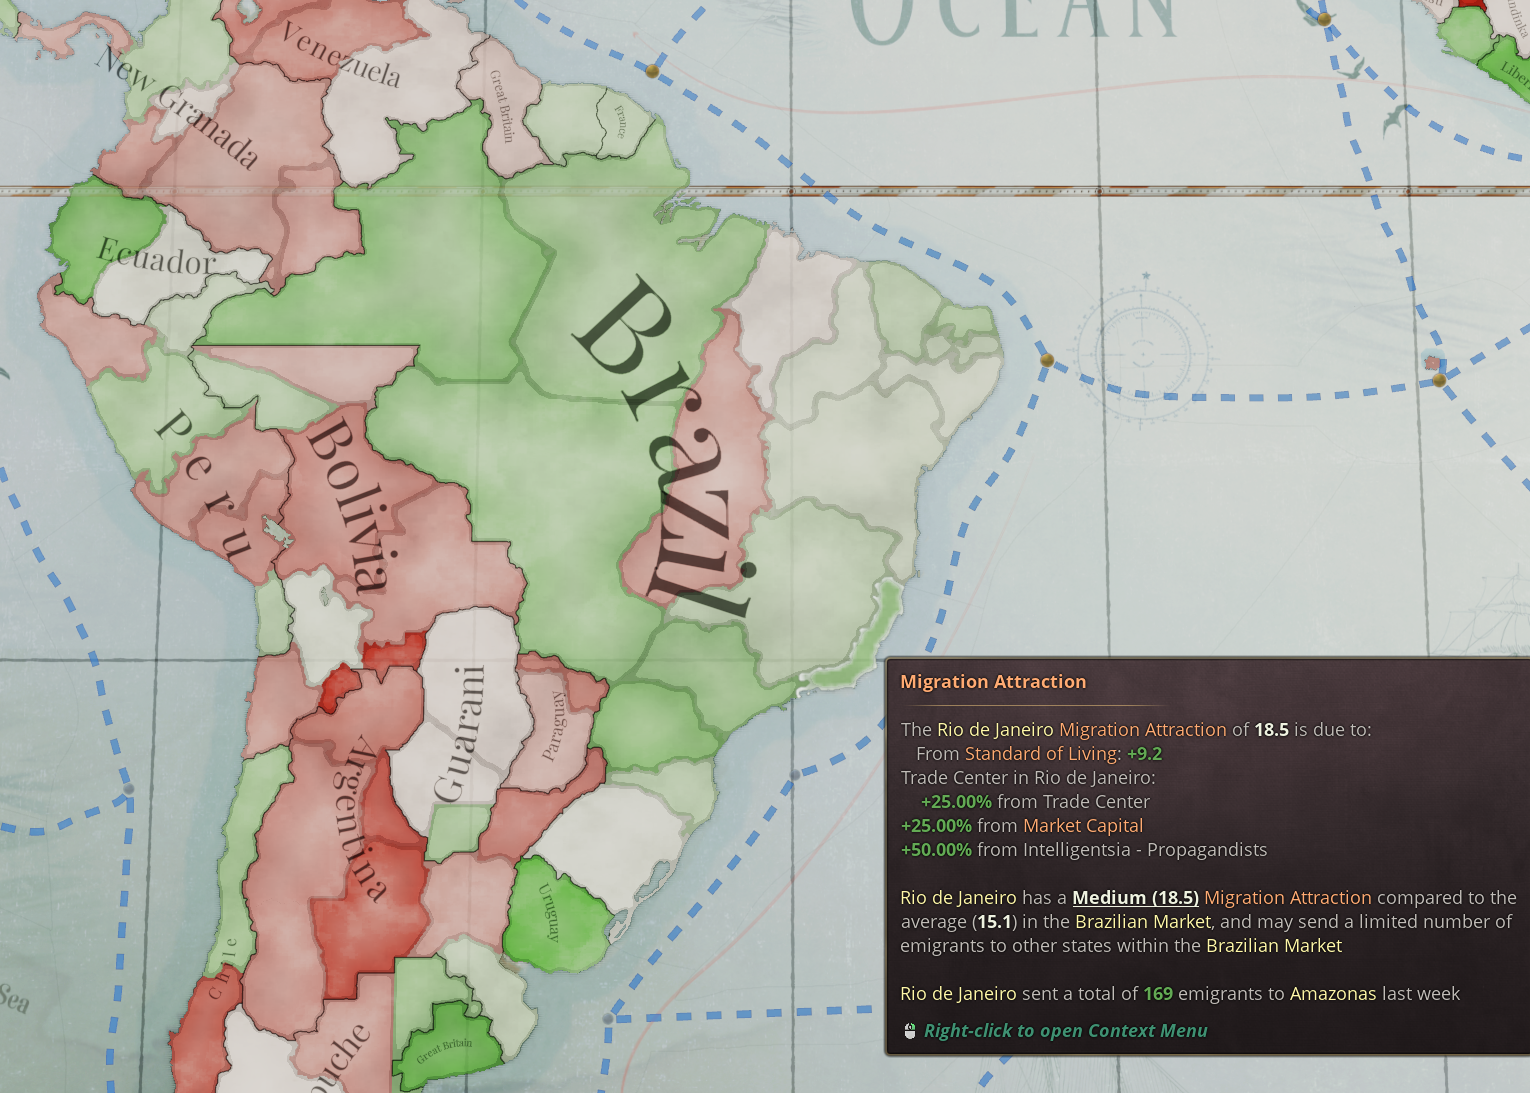 OCEAN
Venezuela
New Granada
Great Britain
France
Ecuador
Brazil
Peru
Bolivia
Guarani
Paraguay
Argentina
Uruguay
Chile
Great Britain
Sea
Migration Attraction
The Rio de Janeiro Migration Attraction of 18.5 is due to:
From Standard of Living: +9.2
Trade Center in Rio de Janeiro:
+25.00% from Trade Center
+25.00% from Market Capital
+50.00% from Intelligentsia - Propagandists
Rio de Janeiro has a Medium (18.5) Migration Attraction compared to the
average (15.1) in the Brazilian Market, and may send a limited number of
emigrants to other states within the Brazilian Market
Rio de Janeiro sent a total of 169 emigrants to Amazonas last week
Right-click to open Context Menu